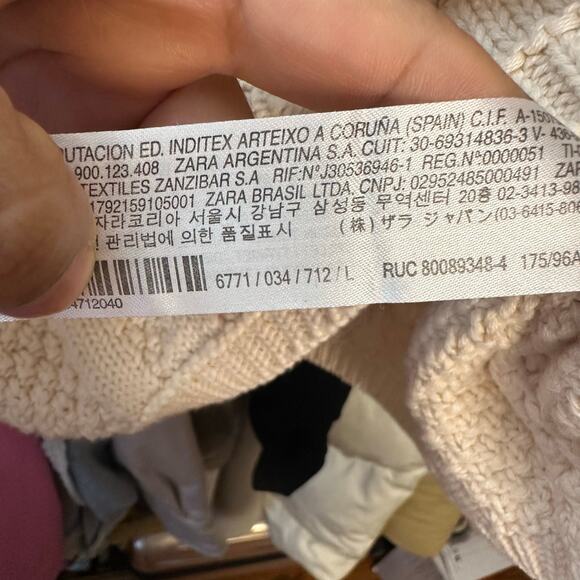 PUTACION ED. INDITEX ARTEIXO A CORUÑA (SPAIN) C.I.F. A-150
900.123.408 ZARA ARGENTINA S.A. CUIT: 30-69314836-3 V- 436
TEXTILES ZANZIBAR S.A RIF:N°J30536946-1 REG.N°0000051 TI-
1792159105001 ZARA BRASIL LTDA. CNPJ: 02952485000491 ZAR
자라코리아 서울시 강남구 삼성동 무역센터 20층 02-3413-98
관리법에 의한 품질표시 (株) ザラ ジャパン(03-6415-80
6771 / 034 / 712 / L RUC 80089348-4 175/96A
4712040